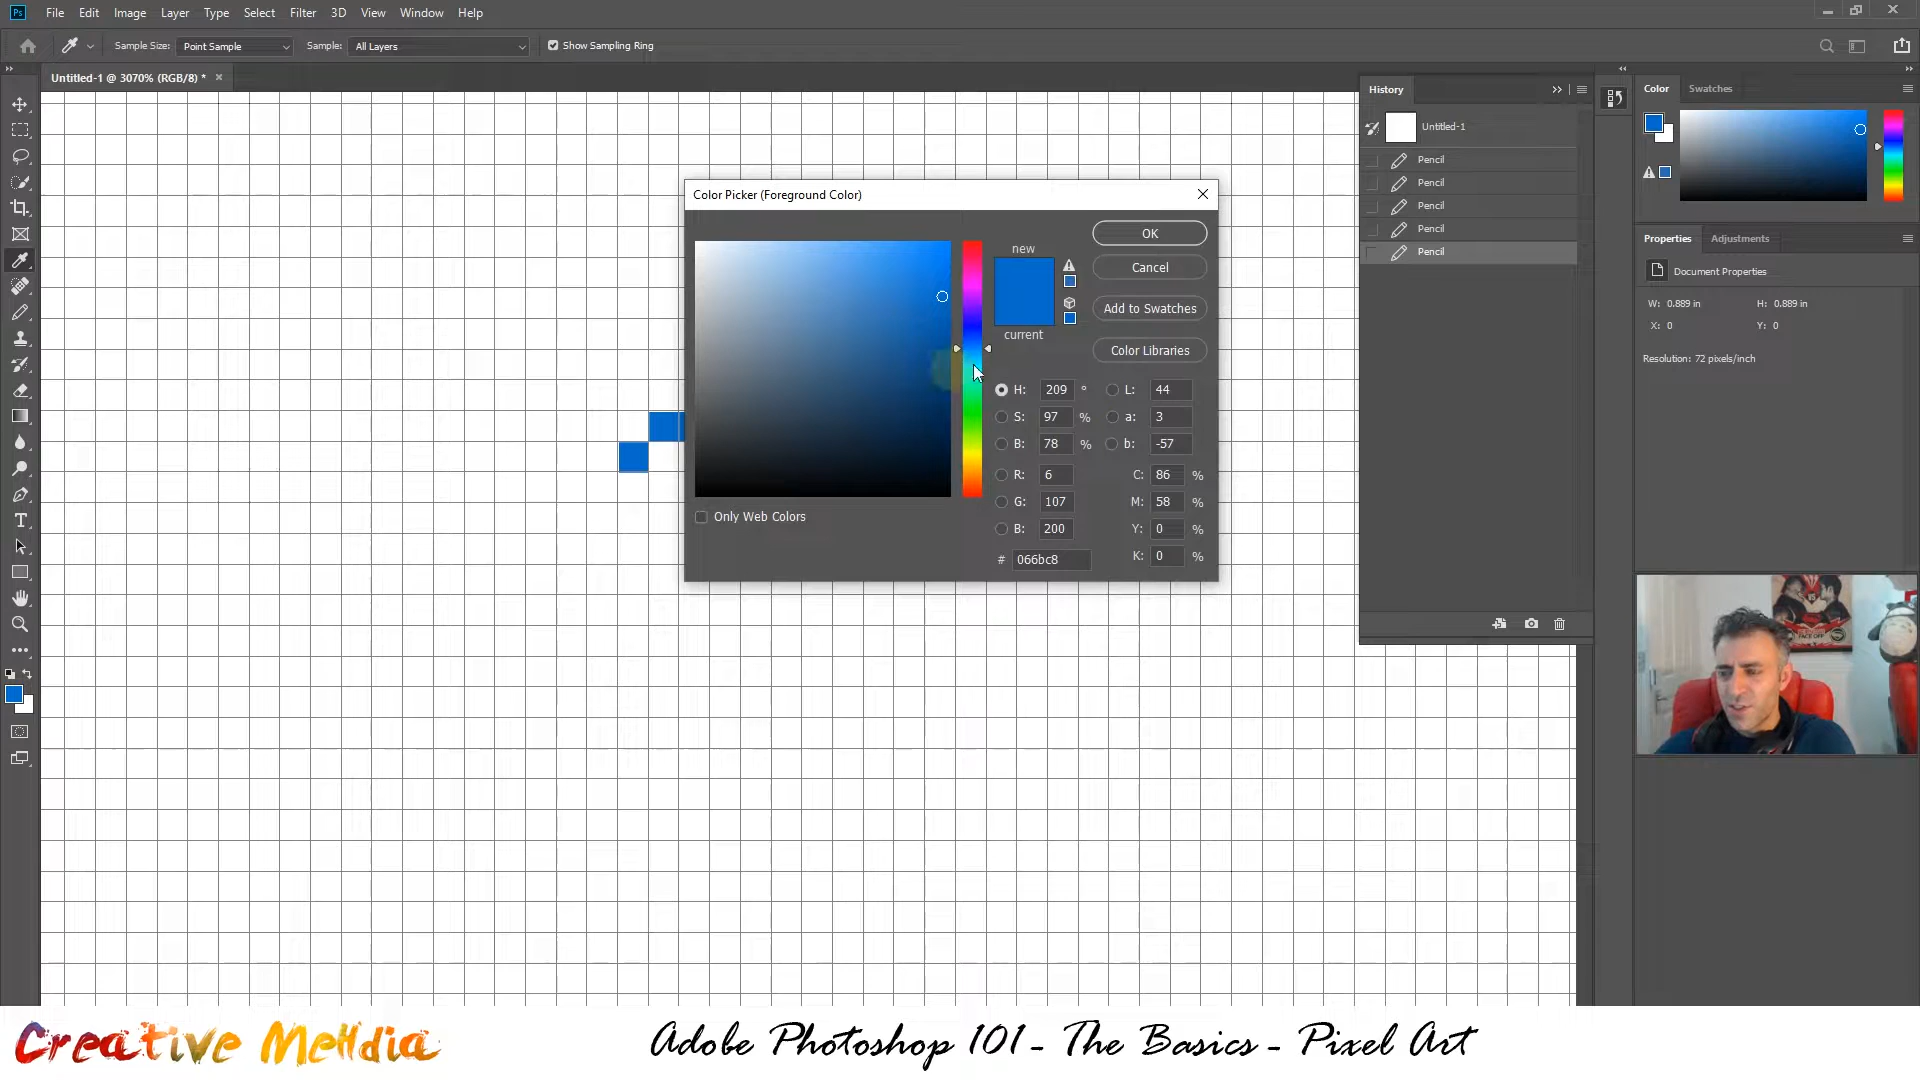 Ps File Edit Image Layer Type Select Filter 3D View Window Help
Sample Size: Point Sample Sample: All Layers Show Sampling Ring
Untitled-1 @ 3070% (RGB/8) *
History
Untitled-1
Pencil
Pencil
Pencil
Pencil
Pencil
Color Swatches
Properties Adjustments
Document Properties
W: 0.889 in H: 0.889 in
X: 0 Y: 0
Resolution: 72 pixels/inch
Color Picker (Foreground Color)
new
current
OK
Cancel
Add to Swatches
Color Libraries
H: 209 ° L: 44
S: 97 % a: 3
B: 78 % b: -57
R: 6 C: 86 %
G: 107 M: 58 %
B: 200 Y: 0 %
# 066bc8 K: 0 %
Only Web Colors
Creative MeHdia
Adobe Photoshop 101 - The Basics - Pixel Art